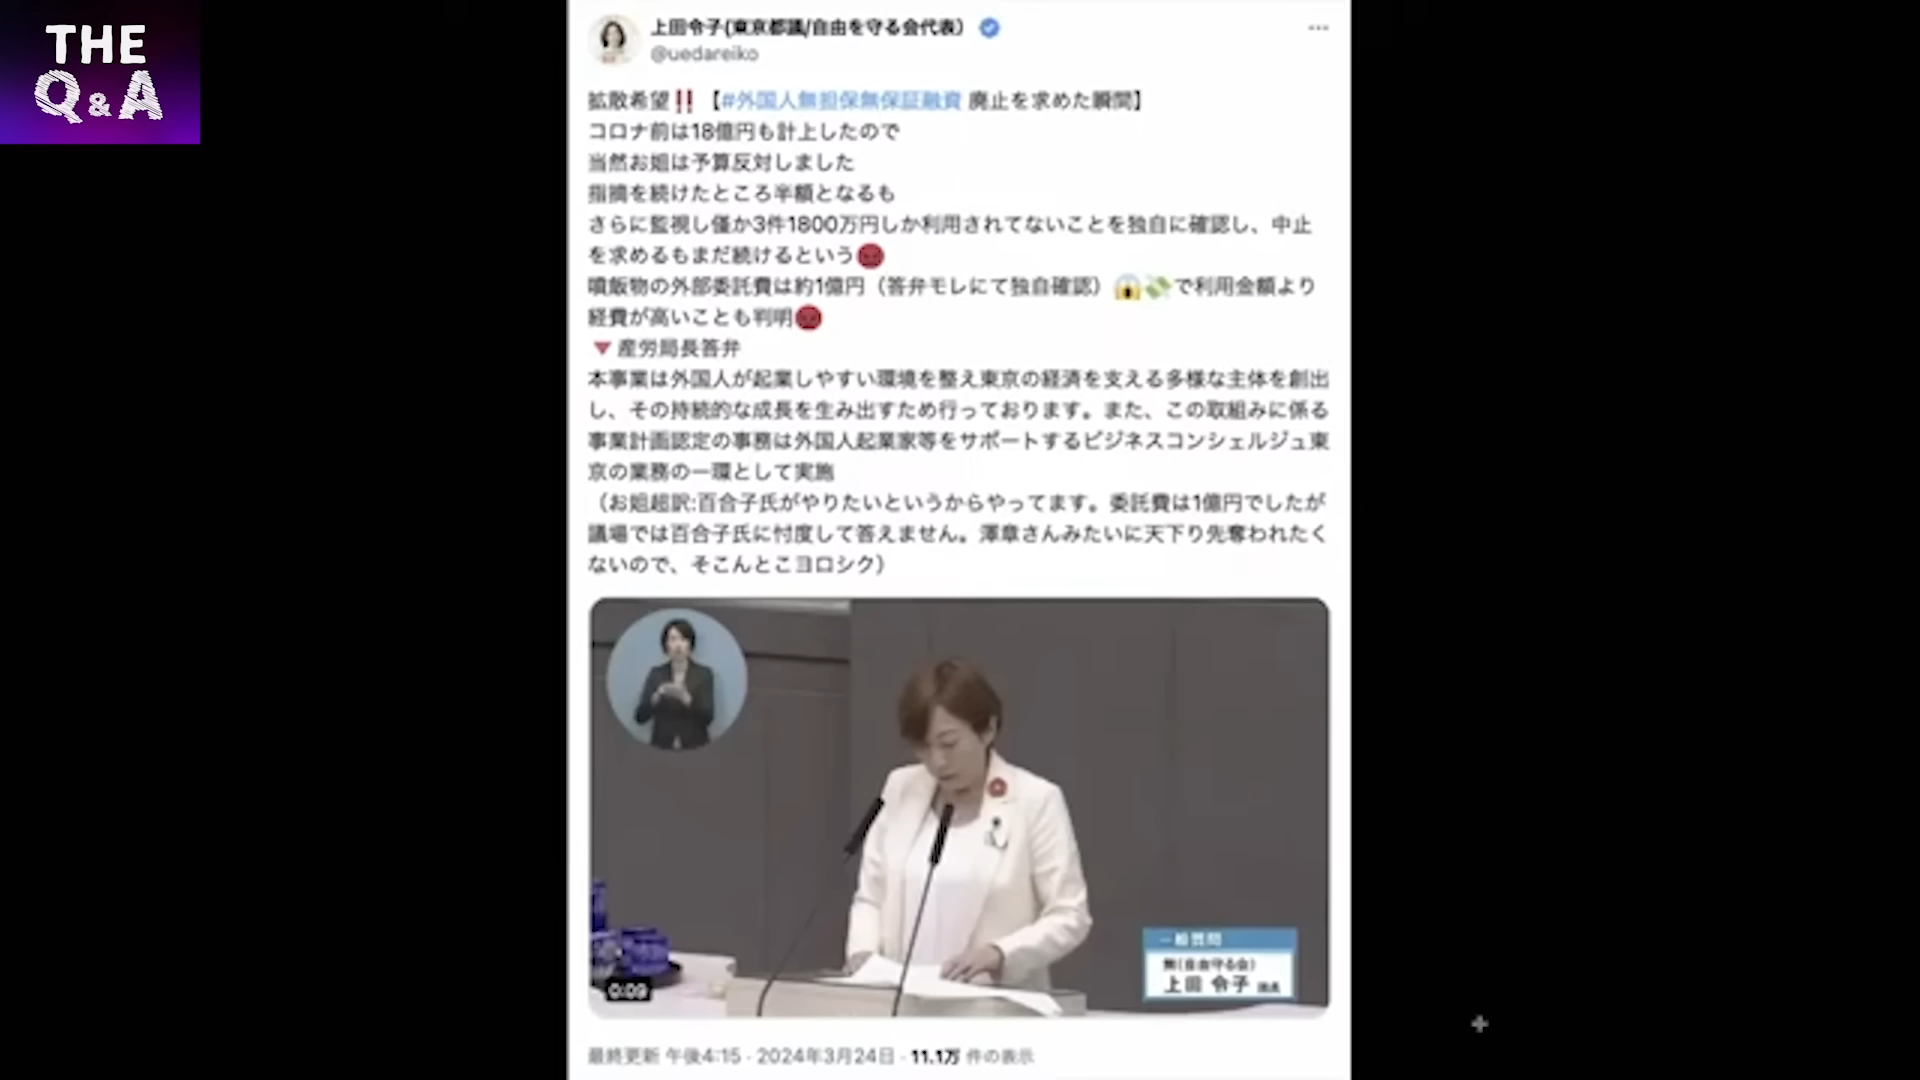 THE
Q&A
上田令子(東京都議/自由を守る会代表)
@uedareiko
拡散希望‼️【#外国人無担保無保証融資 廃止を求めた瞬間】
コロナ前は18億円も計上したので
当然お姐は予算反対しました
指摘を続けたところ半額となるも
さらに監視し僅か3件1800万円しか利用されてないことを独自に確認し、中止
を求めるもまだ続けるという😡
噴飯物の外部委託費は約1億円（答弁モレにて独自確認）😱💸で利用金額より
経費が高いことも判明😡
🔻産労局長答弁
本事業は外国人が起業しやすい環境を整え東京の経済を支える多様な主体を創出
し、その持続的な成長を生み出すため行っております。また、この取組みに係る
事業計画認定の事務は外国人起業家等をサポートするビジネスコンシェルジュ東
京の業務の一環として実施
（お姐超訳:百合子氏がやりたいというからやってます。委託費は1億円でしたが
議場では百合子氏に忖度して答えません。澤章さんみたいに天下り先奪われたく
ないので、そこんとこヨロシク）
一般質問
無(自由守る会)
上田 令子 議員
0:09
最終更新 午後4:15 · 2024年3月24日 · 11.1万 件の表示